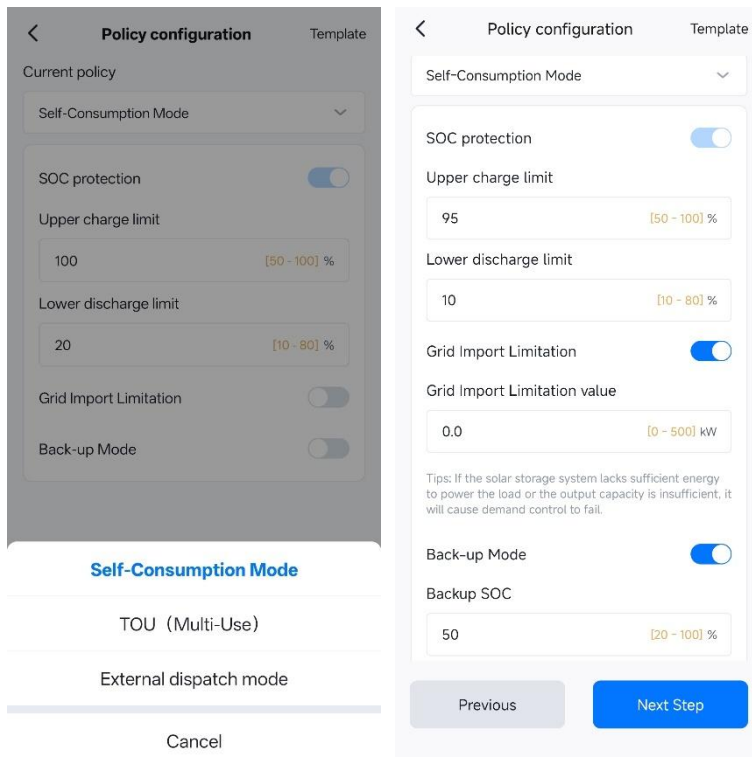 Policy configuration
Template
Current policy
Self-Consumption Mode
SOC protection
Upper charge limit
100 [50 - 100] %
Lower discharge limit
20 [10 - 80] %
Grid Import Limitation
Back-up Mode
Self-Consumption Mode
TOU（Multi-Use）
External dispatch mode
Cancel
Policy configuration
Template
Self-Consumption Mode
SOC protection
Upper charge limit
95 [50 - 100] %
Lower discharge limit
10 [10 - 80] %
Grid Import Limitation
Grid Import Limitation value
0.0 [0 - 500] kW
Tips: If the solar storage system lacks sufficient energy
to power the load or the output capacity is insufficient, it
will cause demand control to fail.
Back-up Mode
Backup SOC
50 [20 - 100] %
Previous
Next Step